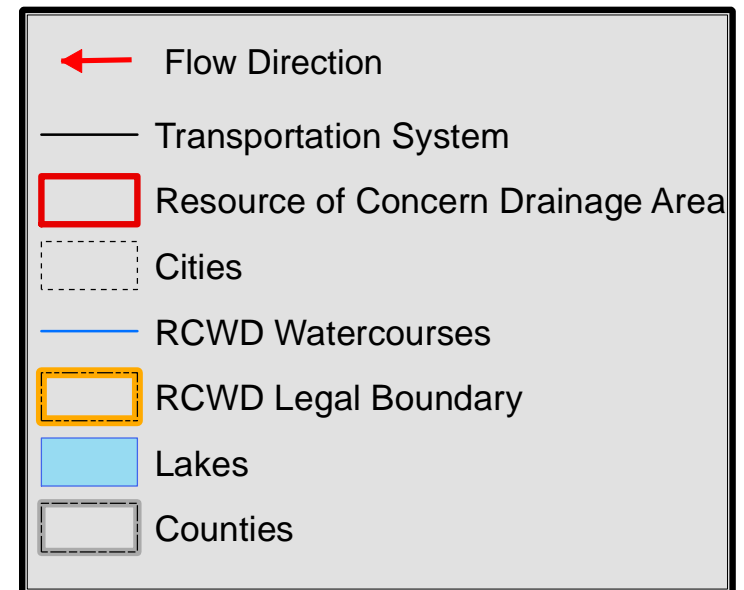 Flow Direction
Transportation System
Resource of Concern Drainage Area
Cities
RCWD Watercourses
RCWD Legal Boundary
Lakes
Counties